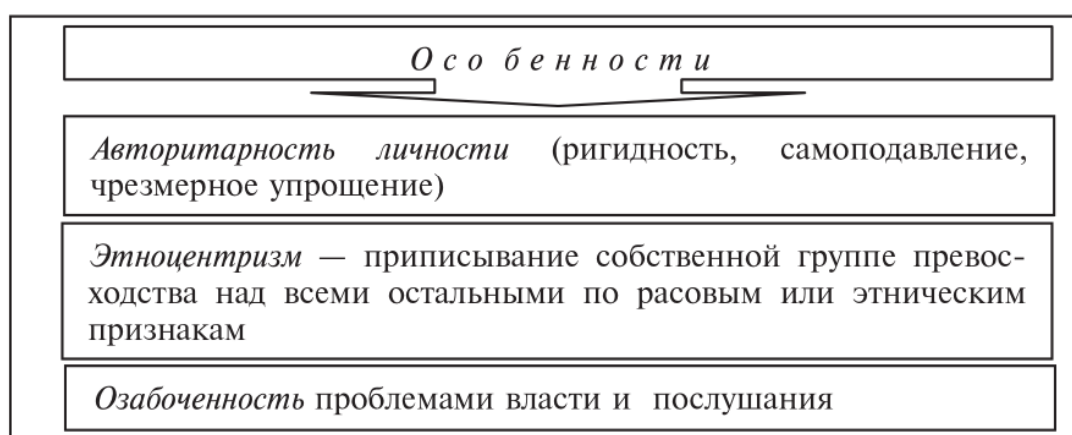 Особенности
Авторитарность личности (ригидность, самоподавление,
чрезмерное упрощение)
Этноцентризм — приписывание собственной группе превос-
ходства над всеми остальными по расовым или этническим
признакам
Озабоченность проблемами власти и послушания